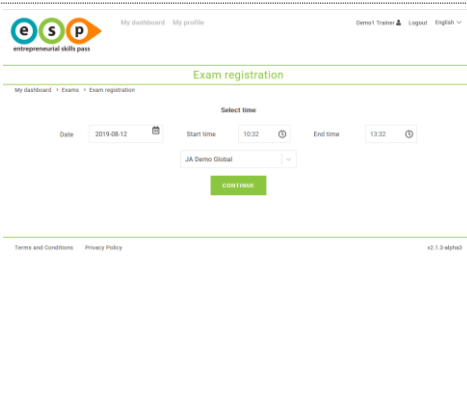 esp
entrepreneurial skills pass
My dashboard My profile
Demo1 Trainer Logout English
Exam registration
My dashboard > Exams > Exam registration
Select time
Date 2019-08-12 Start time 10:32 End time 13:32
JA Demo Global
CONTINUE
Terms and Conditions Privacy Policy v2.1.3-alpha3